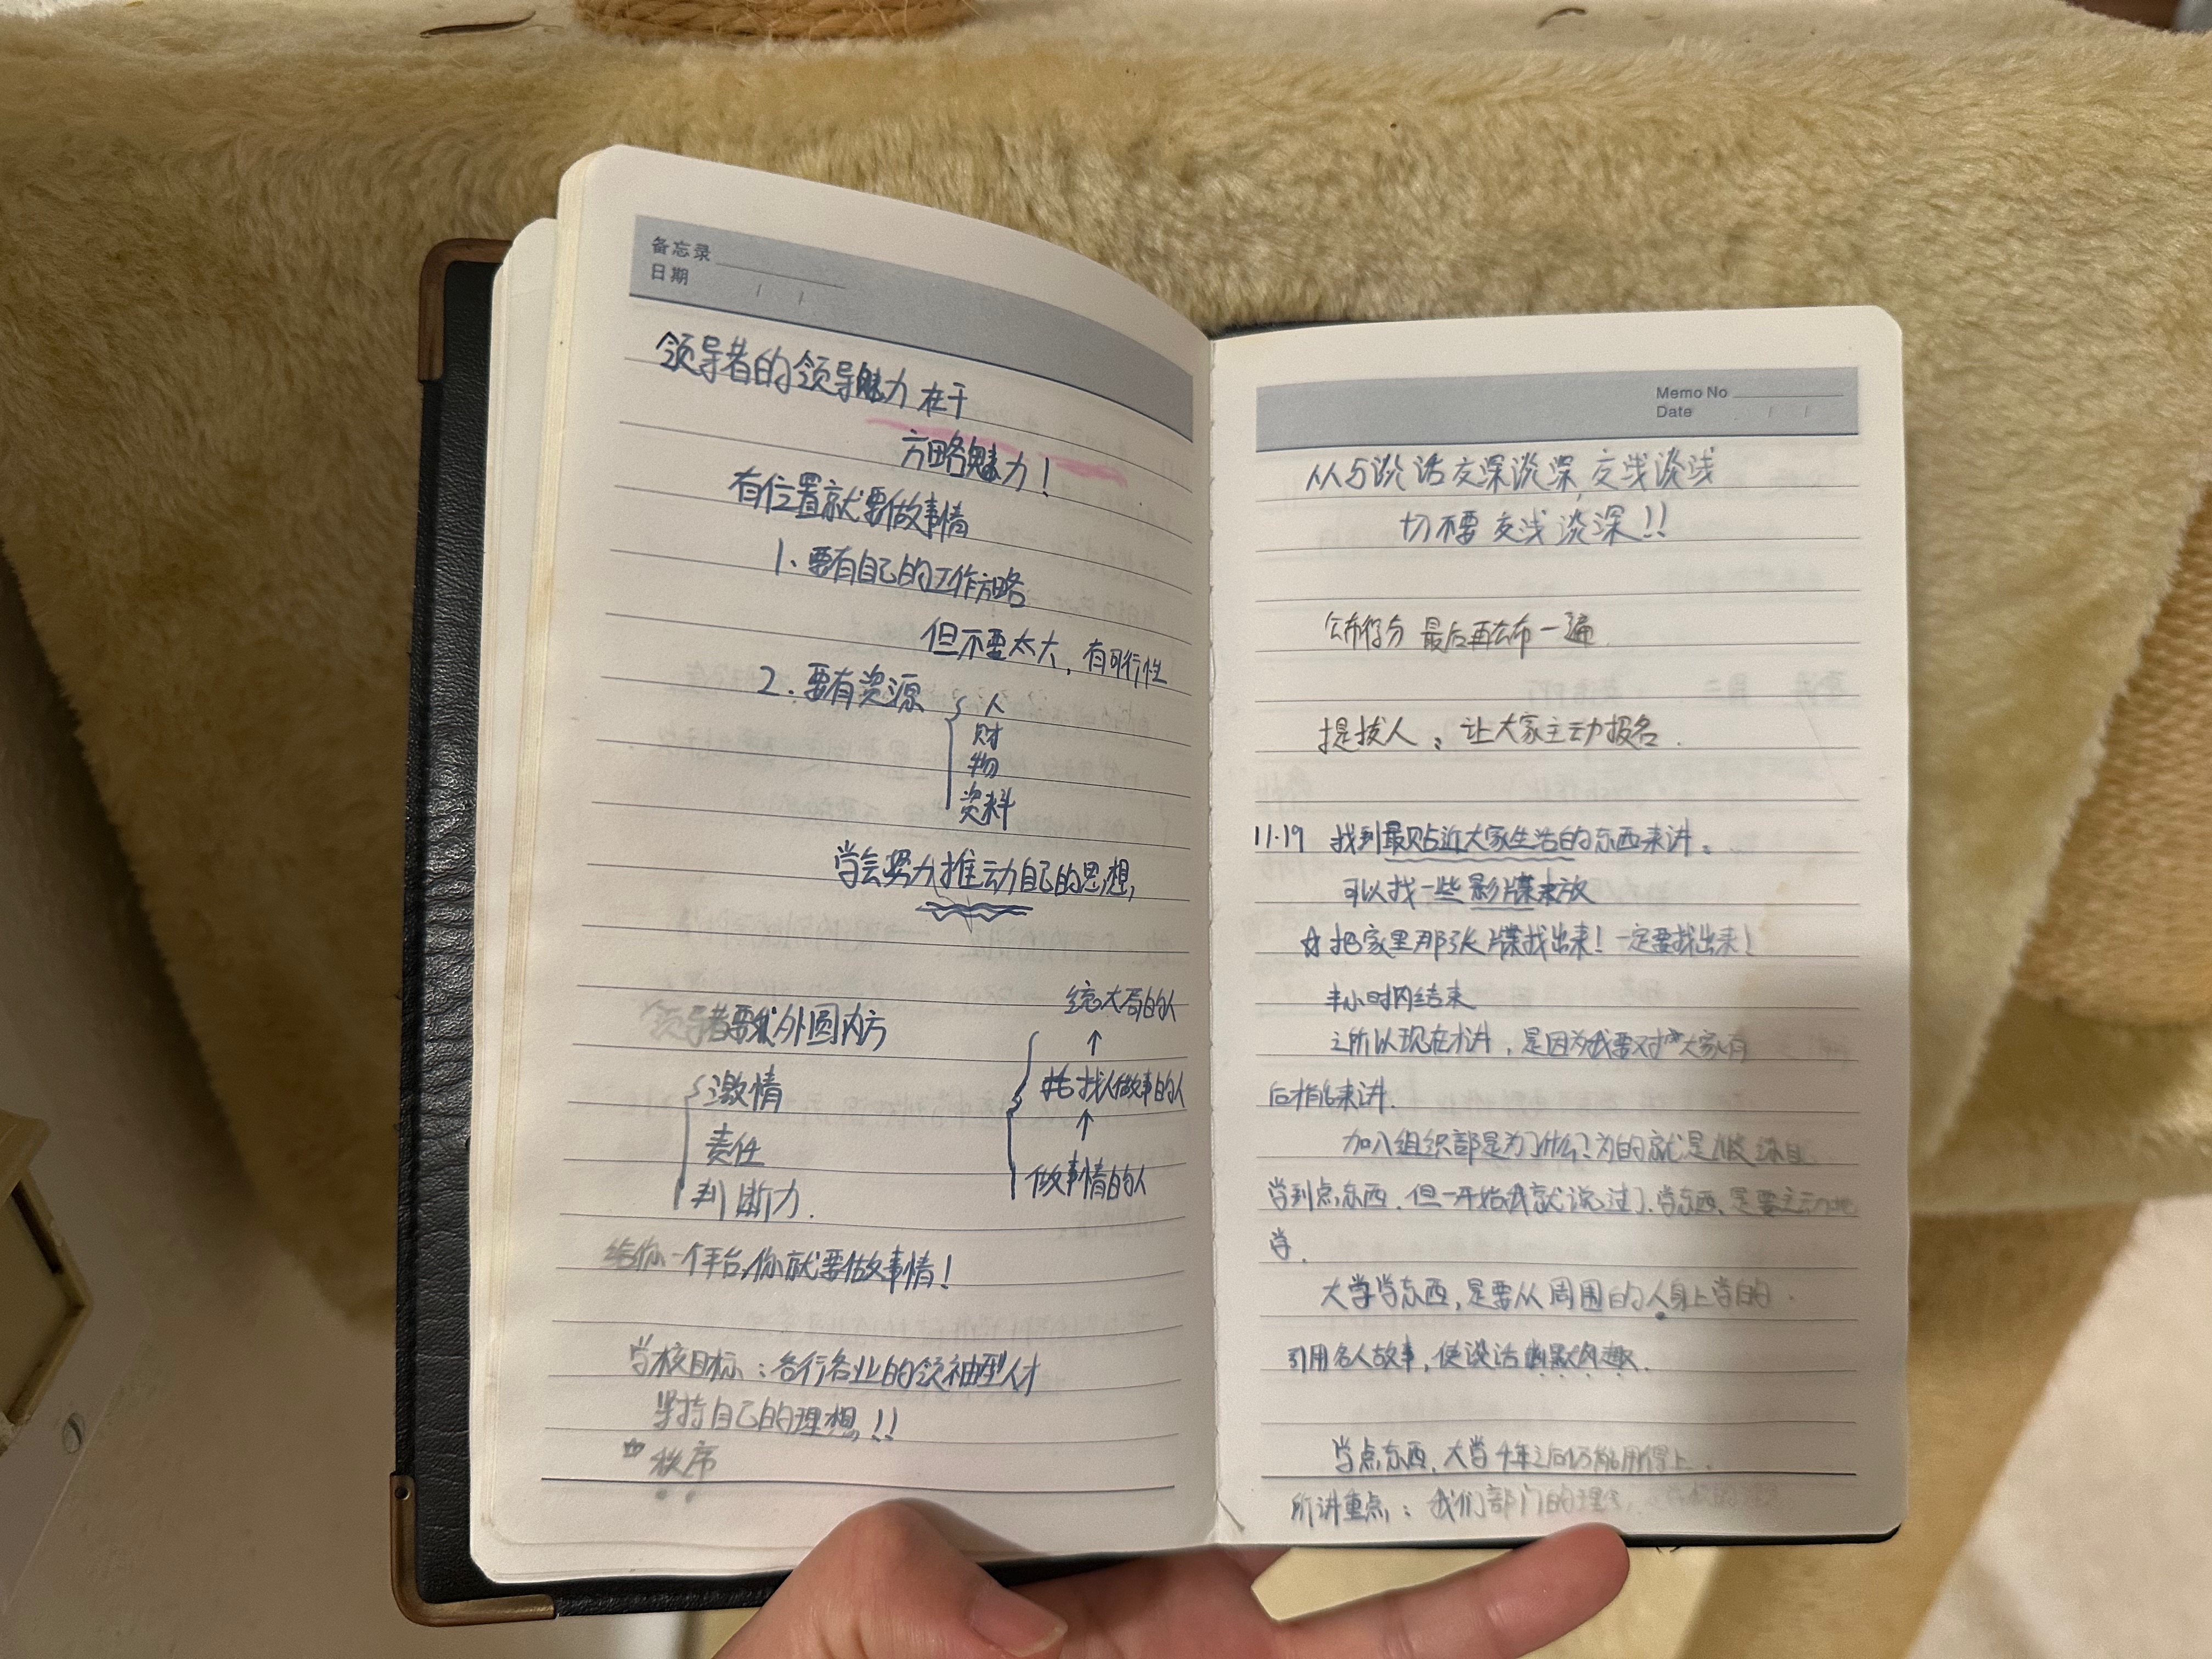 备忘录
日期 / /
领导者的领导魅力在于
方略魅力！
有位置就要做事情
1. 要有自己的工作方略
但不要太大，有可行性
2. 要有资源 { 人
财
物
资料
学会努力推动自己的思想，
领导者要 外圆内方
{ 激情
责任
判断力.
{ 统大局的人
↑
找人做事的人
↑
做事情的人
给你一个平台，你就要做事情！
学校目标：各行各业的领袖型人才
坚持自己的理想！！
秩序
Memo No
Date / /
从与谈话交深谈深，交浅谈浅
切不要交浅谈深！！
公布得分 最后再公布一遍.
提拔人：让大家主动报名.
11.19 找到最贴近大家生活的东西来讲。
可以找一些影牒来放
☆把家里那张牒找出来！一定要找出来！
半小时内结束
之所以现在才讲，是因为我要对大家有
后才能来讲.
加入组织部是为了什么？为的就是
学到点东西. 但一开始我就说过了. 学东西，是要主动地
学.
大学学东西，是要从周围的人身上学的.
引用名人故事，使谈话幽默风趣.
学点东西，大学4年之后仍能用得上.
所讲重点：我们部门的理